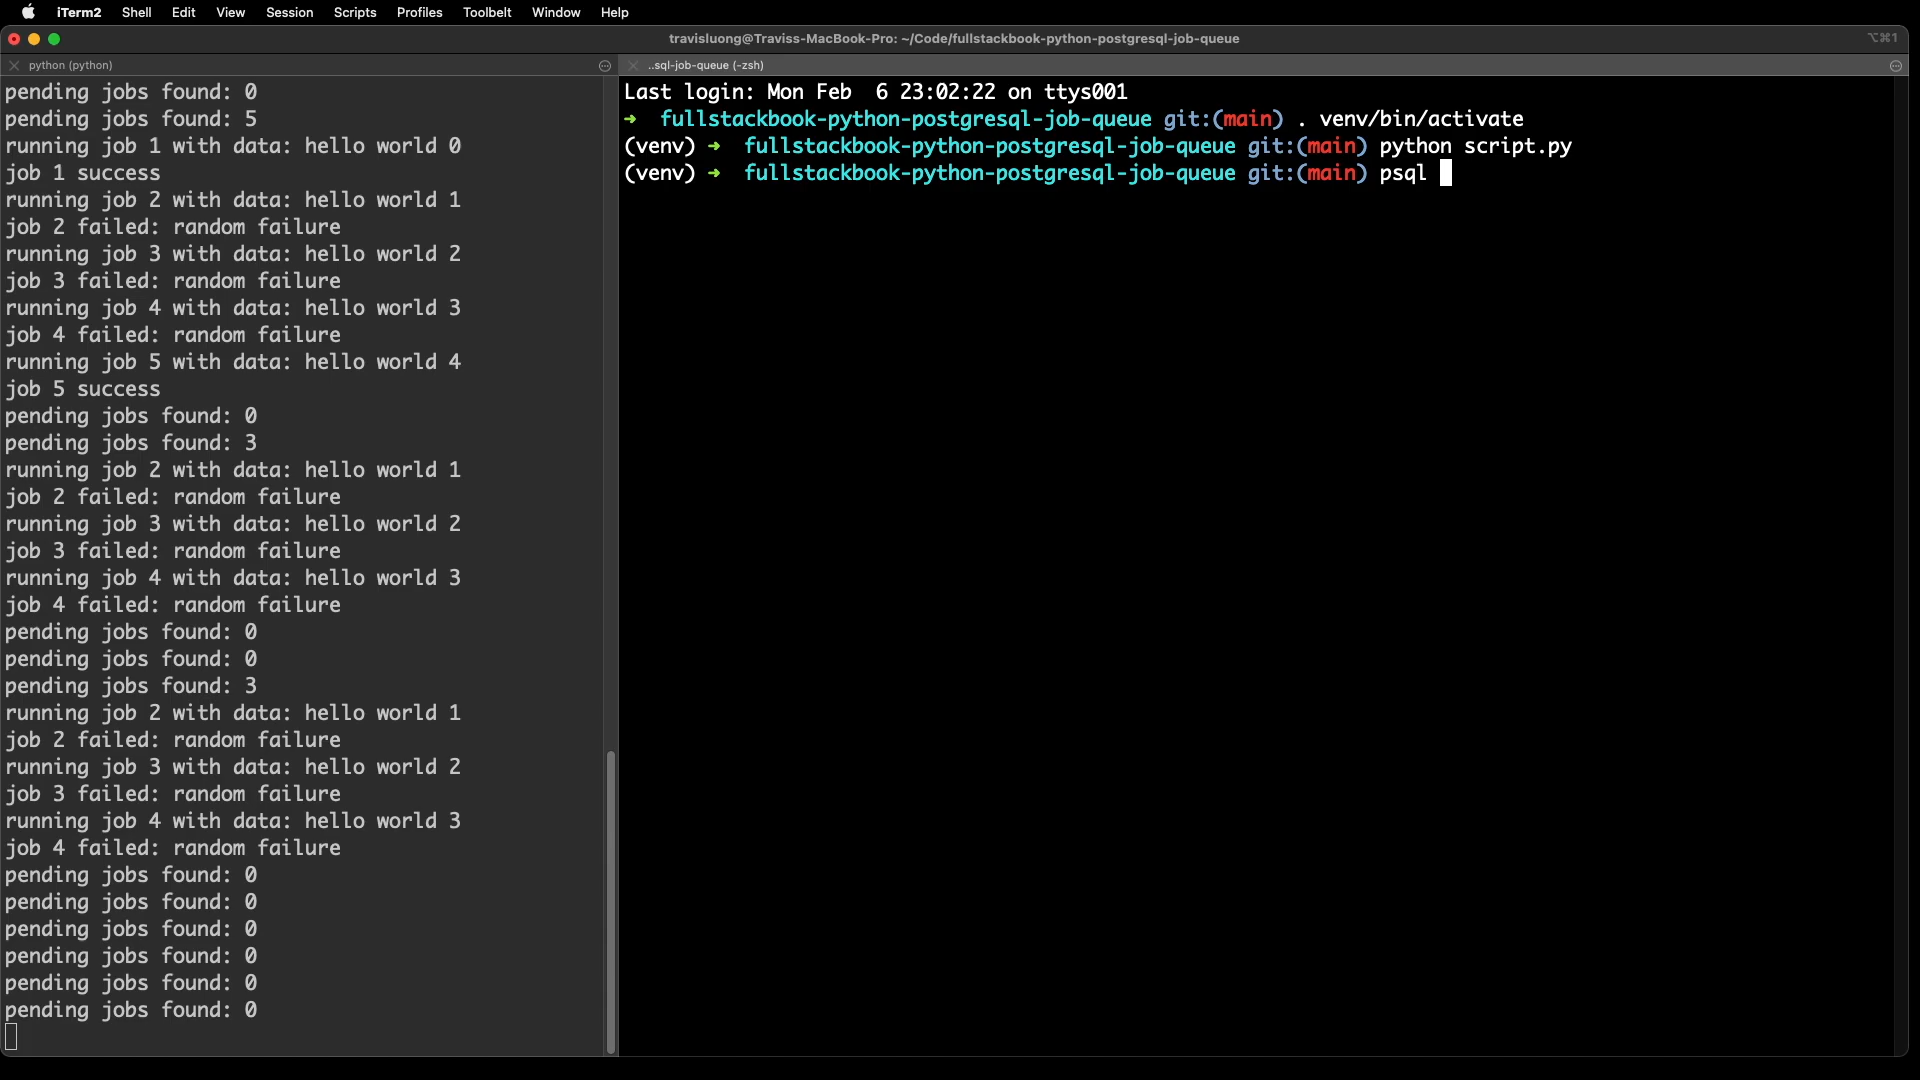 iTerm2 Shell Edit View Session Scripts Profiles Toolbelt Window Help
travisluong@Traviss-MacBook-Pro: ~/Code/fullstackbook-python-postgresql-job-queue
⌥⌘1
python (python)
pending jobs found: 0
pending jobs found: 5
running job 1 with data: hello world 0
job 1 success
running job 2 with data: hello world 1
job 2 failed: random failure
running job 3 with data: hello world 2
job 3 failed: random failure
running job 4 with data: hello world 3
job 4 failed: random failure
running job 5 with data: hello world 4
job 5 success
pending jobs found: 0
pending jobs found: 3
running job 2 with data: hello world 1
job 2 failed: random failure
running job 3 with data: hello world 2
job 3 failed: random failure
running job 4 with data: hello world 3
job 4 failed: random failure
pending jobs found: 0
pending jobs found: 0
pending jobs found: 3
running job 2 with data: hello world 1
job 2 failed: random failure
running job 3 with data: hello world 2
job 3 failed: random failure
running job 4 with data: hello world 3
job 4 failed: random failure
pending jobs found: 0
pending jobs found: 0
pending jobs found: 0
pending jobs found: 0
pending jobs found: 0
pending jobs found: 0
..sql-job-queue (-zsh)
Last login: Mon Feb  6 23:02:22 on ttys001
➜  fullstackbook-python-postgresql-job-queue git:(main) . venv/bin/activate
(venv) ➜  fullstackbook-python-postgresql-job-queue git:(main) python script.py
(venv) ➜  fullstackbook-python-postgresql-job-queue git:(main) psql